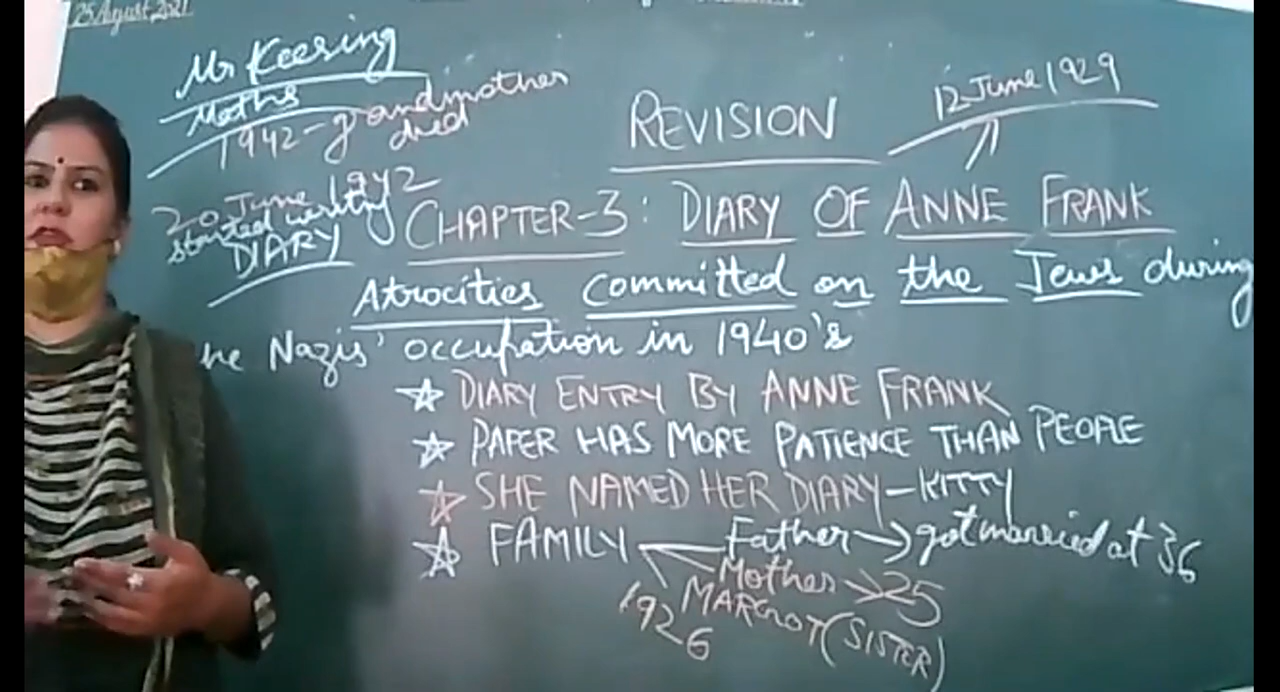 25 August, 2021
Mr Keesing
Maths
1942-grandmother died
20 June 1942
started writing
DIARY
REVISION
12 June 1929
CHAPTER-3: DIARY OF ANNE FRANK
Atrocities committed on the Jews during
he Nazis' occupation in 1940's
☆ DIARY ENTRY BY ANNE FRANK
☆ PAPER HAS MORE PATIENCE THAN PEOPLE
☆ SHE NAMED HER DIARY-KITTY
☆ FAMILY Father → got married at 36
Mother > 25
MARGOT (SISTER)
1926